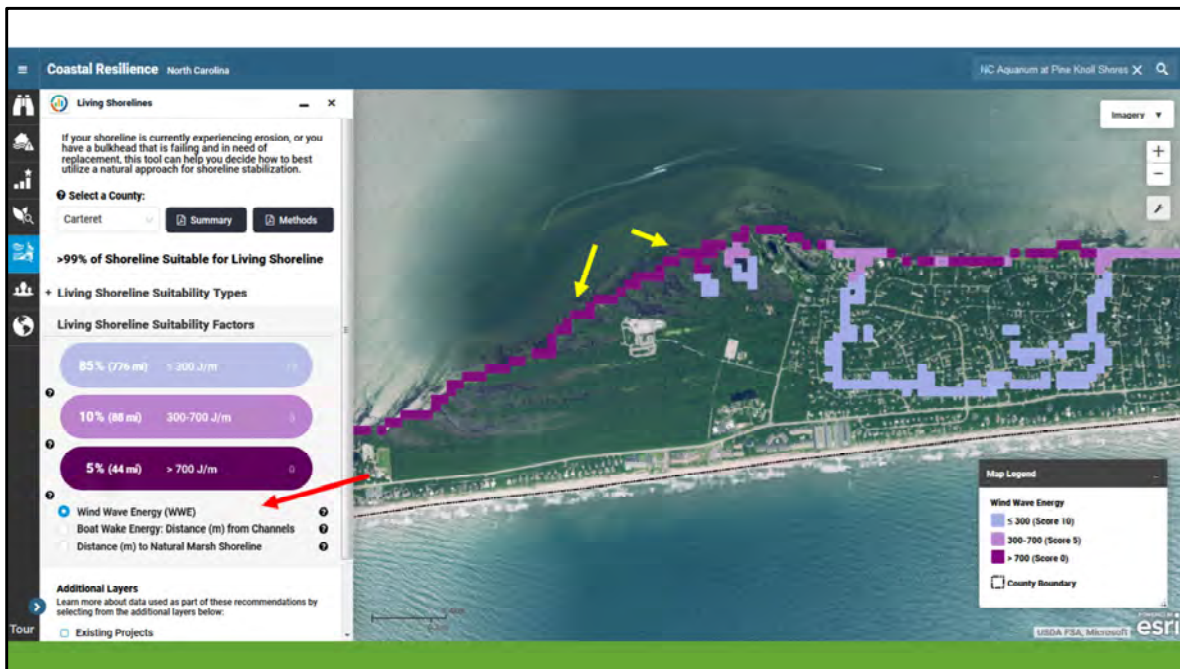 Coastal Resilience North Carolina
NC Aquarium at Pine Knoll Shores X
Living Shorelines
Imagery
If your shoreline is currently experiencing erosion, or you
have a bulkhead that is failing and in need of
replacement, this tool can help you decide how to best
utilize a natural approach for shoreline stabilization.
Select a County:
Carteret
Summary
Methods
>99% of Shoreline Suitable for Living Shoreline
+ Living Shoreline Suitability Types
Living Shoreline Suitability Factors
85% (776 mi) ≤ 300 J/m 10
10% (88 mi) 300-700 J/m 5
5% (44 mi) > 700 J/m 0
Wind Wave Energy (WWE)
Boat Wake Energy: Distance (m) from Channels
Distance (m) to Natural Marsh Shoreline
Additional Layers
Learn more about data used as part of these recommendations by
selecting from the additional layers below:
Existing Projects
Tour
Map Legend
Wind Wave Energy
≤ 300 (Score 10)
300-700 (Score 5)
> 700 (Score 0)
County Boundary
POWERED BY
esri
USDA FSA, Microsoft